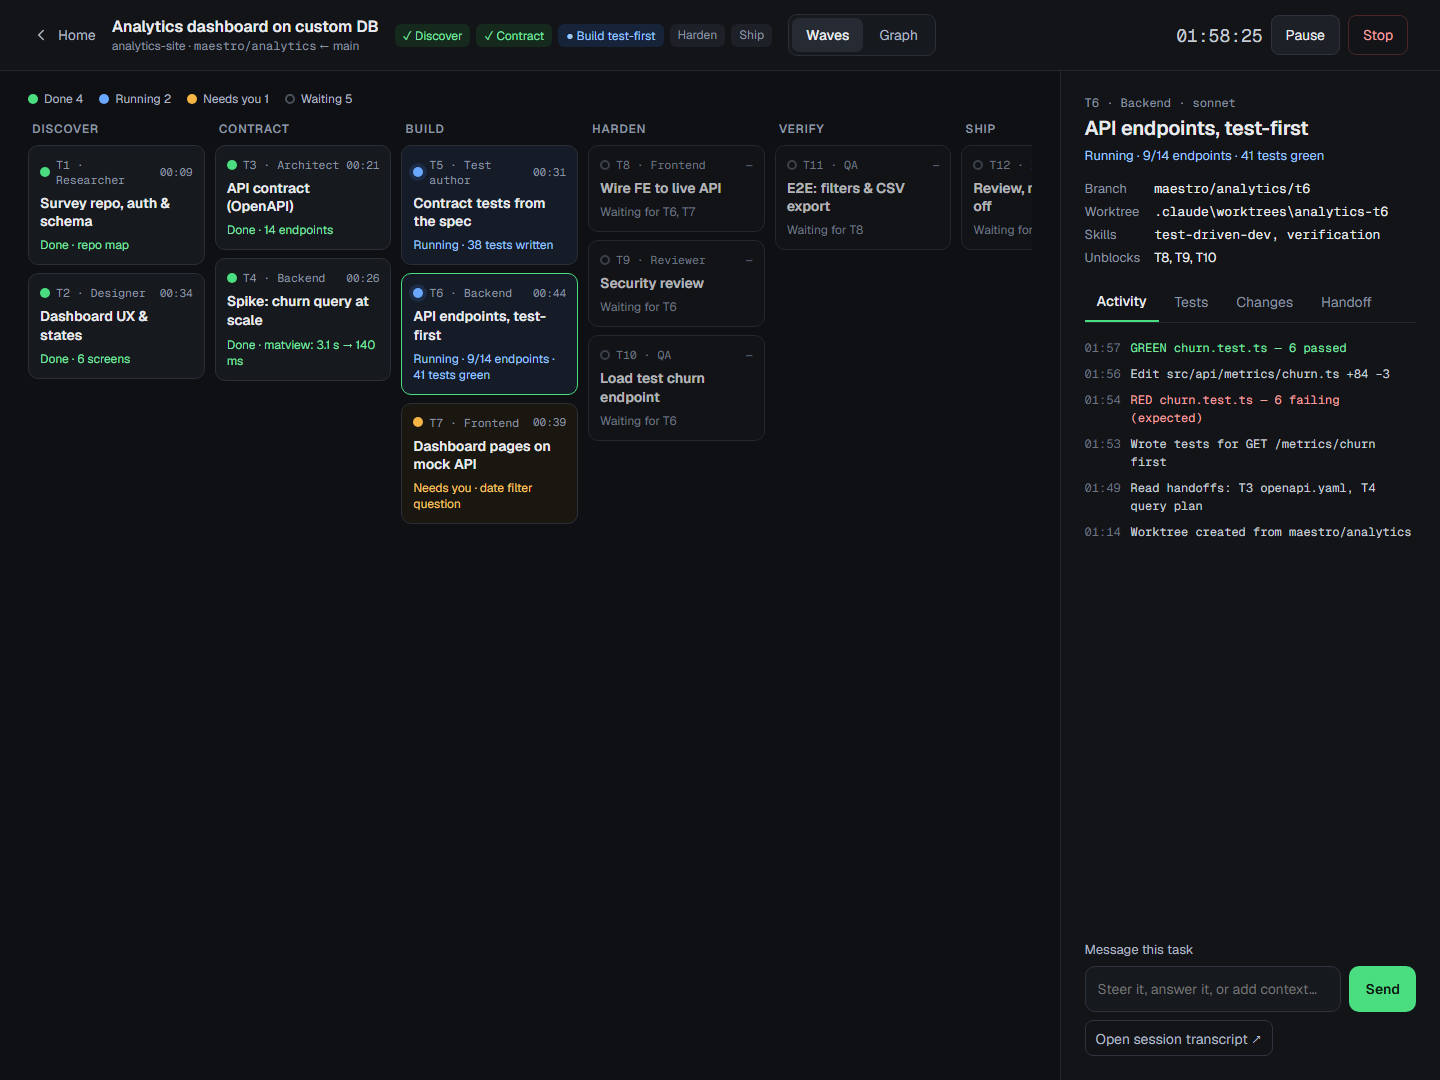 Home
Analytics dashboard on custom DB
analytics-site · maestro/analytics ← main
✓ Discover
✓ Contract
● Build test-first
Harden
Ship
Waves
Graph
01:58:25
Pause
Stop
Done 4
Running 2
Needs you 1
Waiting 5
DISCOVER
T1 · Researcher 00:09
Survey repo, auth &
schema
Done · repo map
T2 · Designer 00:34
Dashboard UX &
states
Done · 6 screens
CONTRACT
T3 · Architect 00:21
API contract
(OpenAPI)
Done · 14 endpoints
T4 · Backend 00:26
Spike: churn query at
scale
Done · matview: 3.1 s → 140
ms
BUILD
T5 · Test author 00:31
Contract tests from
the spec
Running · 38 tests written
T6 · Backend 00:44
API endpoints, test-
first
Running · 9/14 endpoints ·
41 tests green
T7 · Frontend 00:39
Dashboard pages on
mock API
Needs you · date filter
question
HARDEN
T8 · Frontend –
Wire FE to live API
Waiting for T6, T7
T9 · Reviewer –
Security review
Waiting for T6
T10 · QA –
Load test churn
endpoint
Waiting for T6
VERIFY
T11 · QA –
E2E: filters & CSV
export
Waiting for T8
SHIP
T12 ·
Review,
off
Waiting for
T6 · Backend · sonnet
API endpoints, test-first
Running · 9/14 endpoints · 41 tests green
Branch maestro/analytics/t6
Worktree .claude\worktrees\analytics-t6
Skills test-driven-dev, verification
Unblocks T8, T9, T10
Activity
Tests
Changes
Handoff
01:57 GREEN churn.test.ts — 6 passed
01:56 Edit src/api/metrics/churn.ts +84 −3
01:54 RED churn.test.ts — 6 failing
(expected)
01:53 Wrote tests for GET /metrics/churn
first
01:49 Read handoffs: T3 openapi.yaml, T4
query plan
01:14 Worktree created from maestro/analytics
Message this task
Steer it, answer it, or add context…
Send
Open session transcript ↗